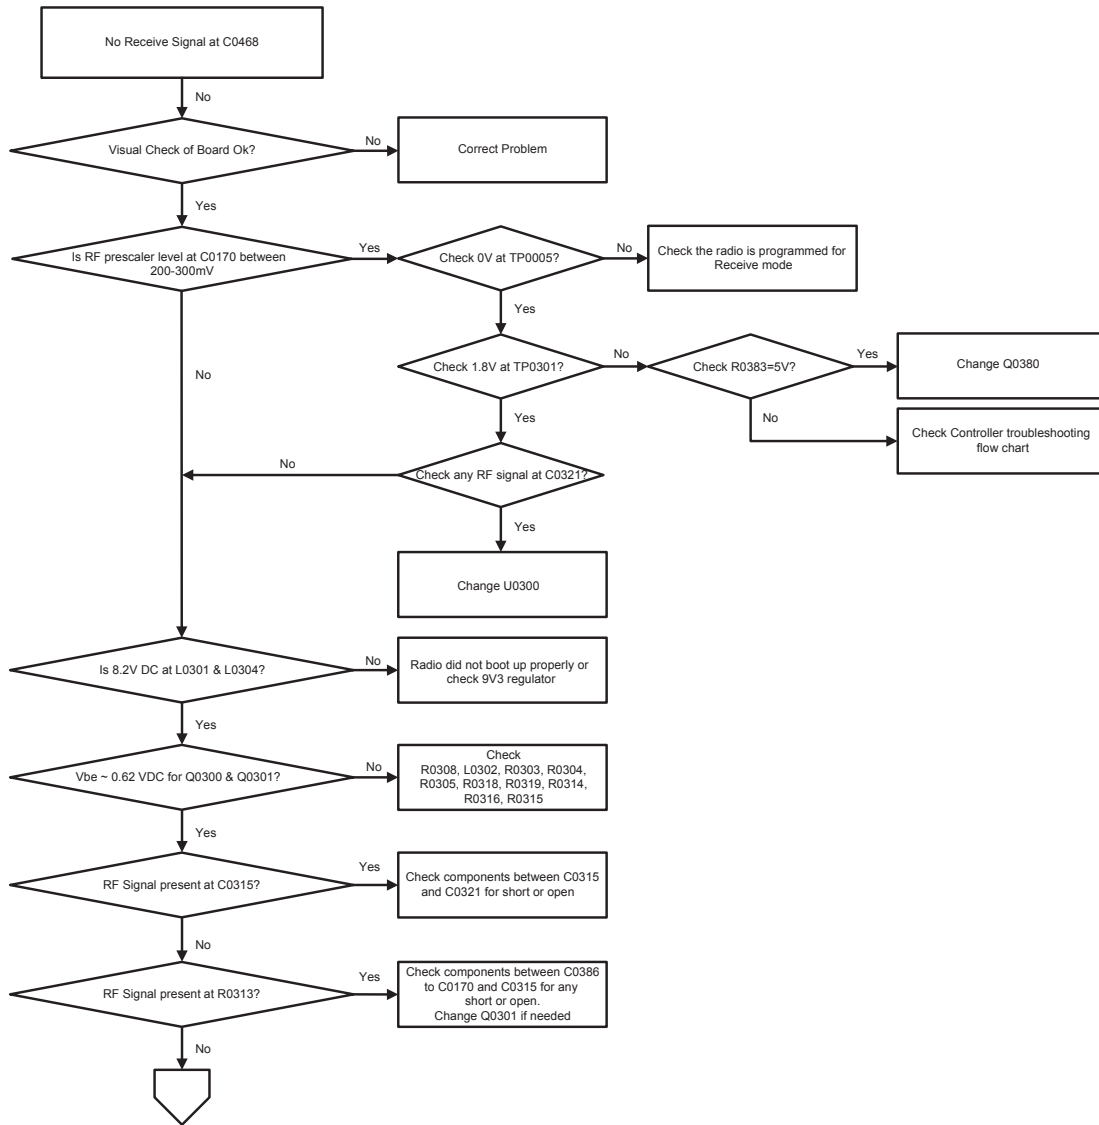 No Receive Signal at C0468
No
Visual Check of Board Ok?
No
Correct Problem
Yes
Is RF prescaler level at C0170 between
200-300mV
Yes
Check 0V at TP0005?
No
Check the radio is programmed for
Receive mode
Yes
No
Check 1.8V at TP0301?
No
Check R0383=5V?
Yes
Change Q0380
Yes
No
Check Controller troubleshooting
flow chart
No
Check any RF signal at C0321?
Yes
Change U0300
Is 8.2V DC at L0301 & L0304?
No
Radio did not boot up properly or
check 9V3 regulator
Yes
Vbe ~ 0.62 VDC for Q0300 & Q0301?
No
Check
R0308, L0302, R0303, R0304,
R0305, R0318, R0319, R0314,
R0316, R0315
Yes
RF Signal present at C0315?
Yes
Check components between C0315
and C0321 for short or open
No
RF Signal present at R0313?
Yes
Check components between C0386
to C0170 and C0315 for any
short or open.
Change Q0301 if needed
No